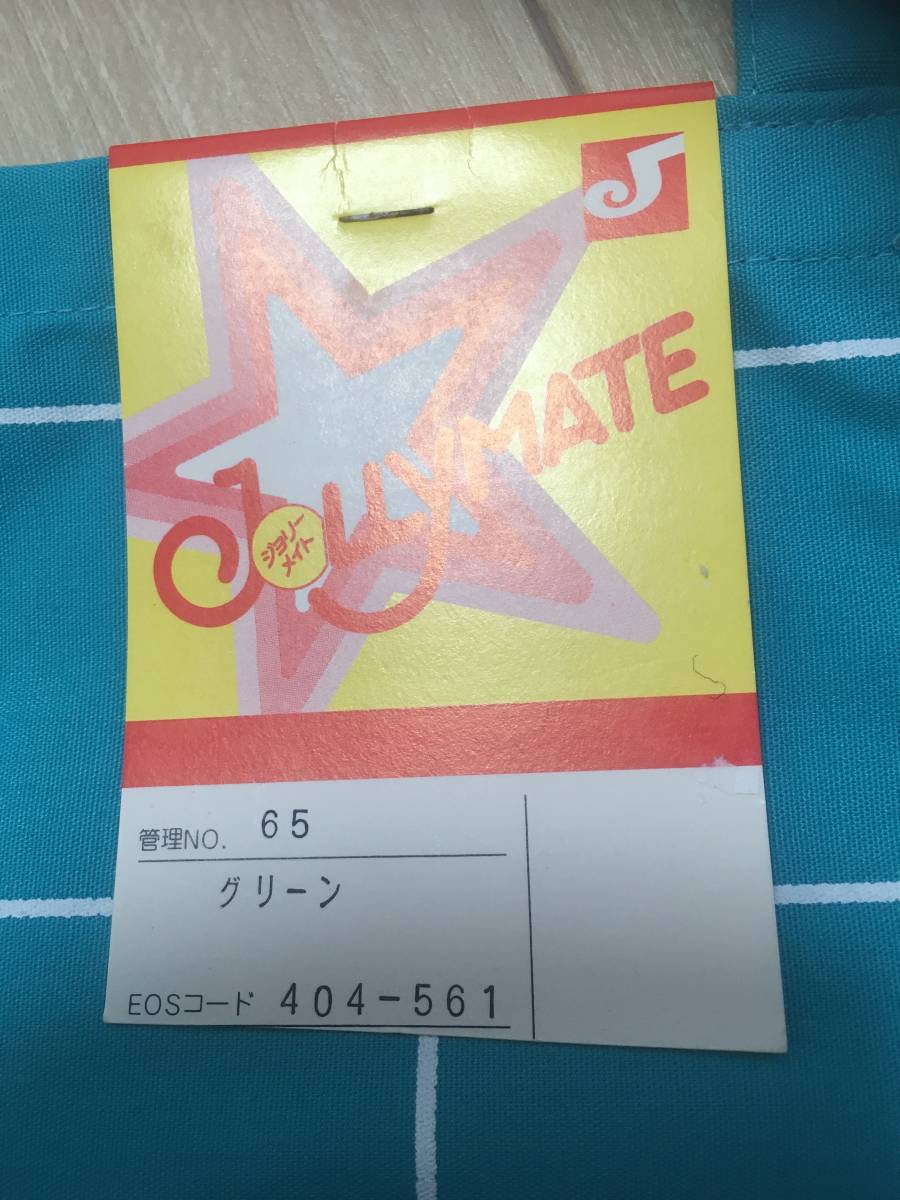 JollyMATE
ジョリー
メイト
管理NO. 65
グリーン
EOSコード 404-561